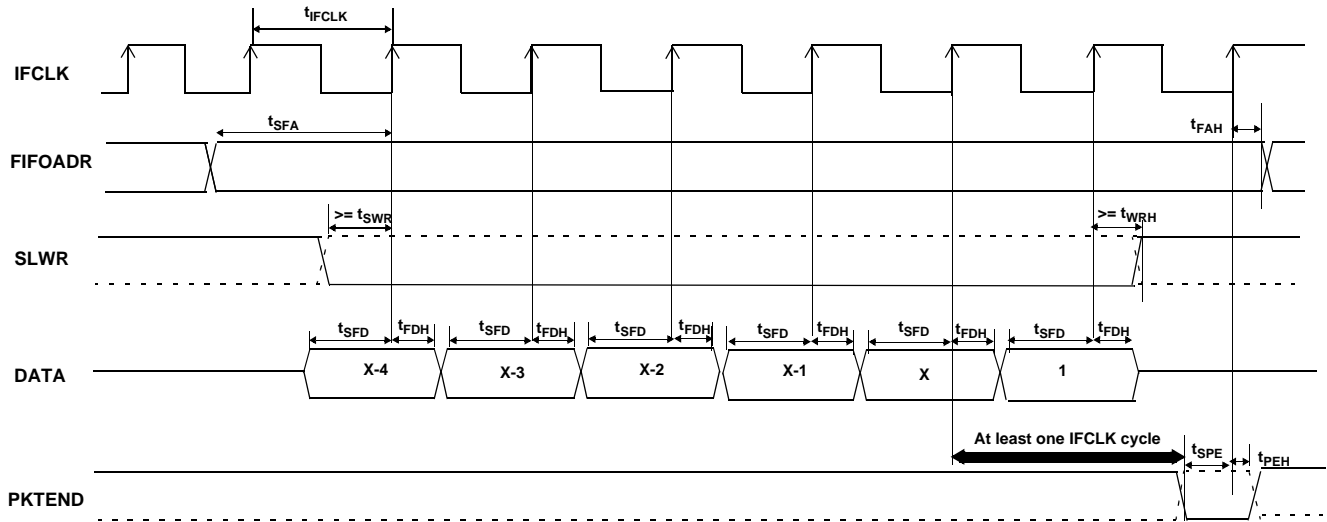 tIFCLK
IFCLK
tSFA
tFAH
FIFOADR
>= tSWR
>= tWRH
SLWR
tSFD tFDH tSFD tFDH tSFD tFDH tSFD tFDH tSFD tFDH tSFD tFDH
DATA X-4 X-3 X-2 X-1 X 1
At least one IFCLK cycle
tSPE
tPEH
PKTEND